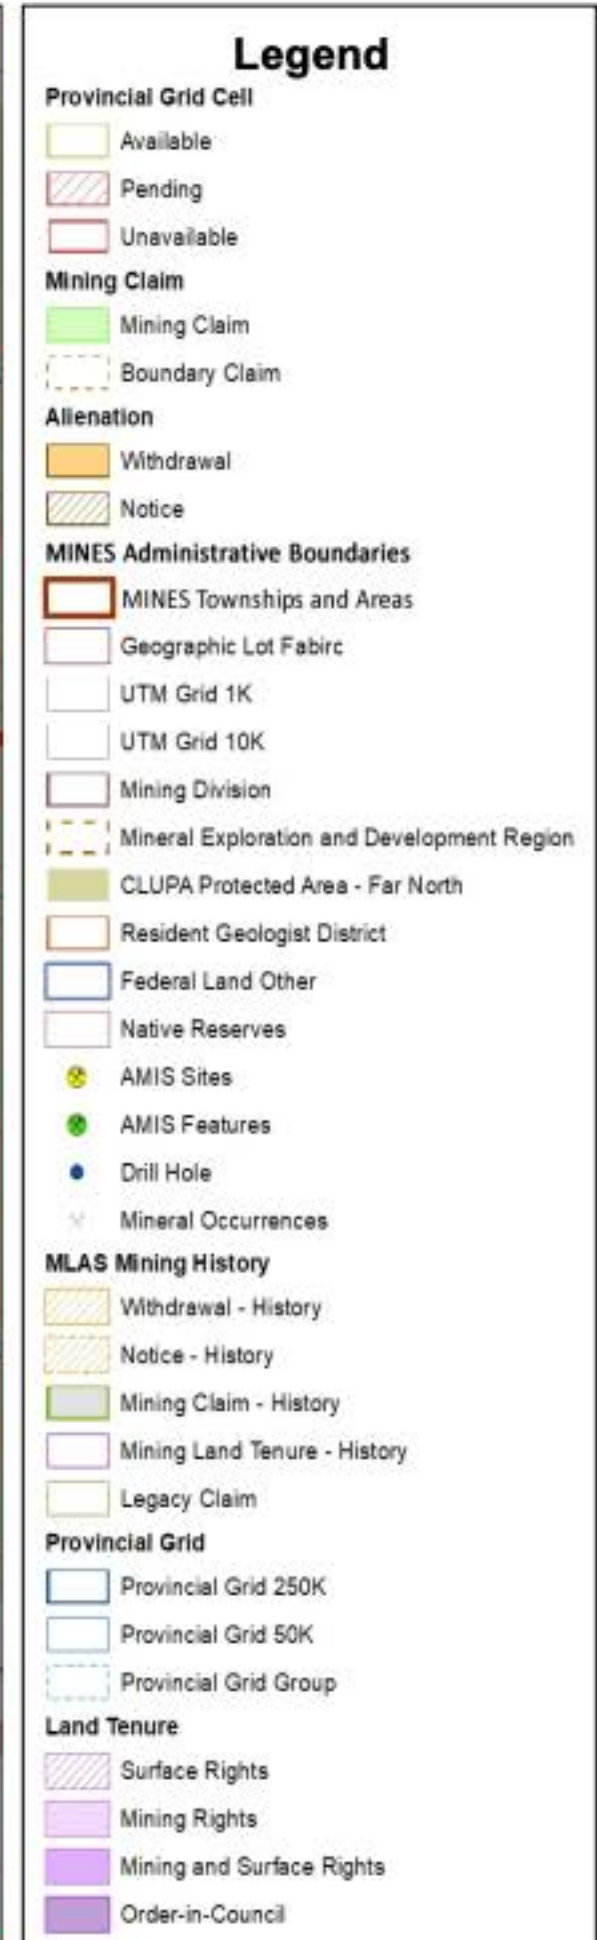 Legend
Provincial Grid Cell
Available
Pending
Unavailable
Mining Claim
Mining Claim
Boundary Claim
Alienation
Withdrawal
Notice
MINES Administrative Boundaries
MINES Townships and Areas
Geographic Lot Fabirc
UTM Grid 1K
UTM Grid 10K
Mining Division
Mineral Exploration and Development Region
CLUPA Protected Area - Far North
Resident Geologist District
Federal Land Other
Native Reserves
AMIS Sites
AMIS Features
Drill Hole
Mineral Occurrences
MLAS Mining History
Withdrawal - History
Notice - History
Mining Claim - History
Mining Land Tenure - History
Legacy Claim
Provincial Grid
Provincial Grid 250K
Provincial Grid 50K
Provincial Grid Group
Land Tenure
Surface Rights
Mining Rights
Mining and Surface Rights
Order-in-Council